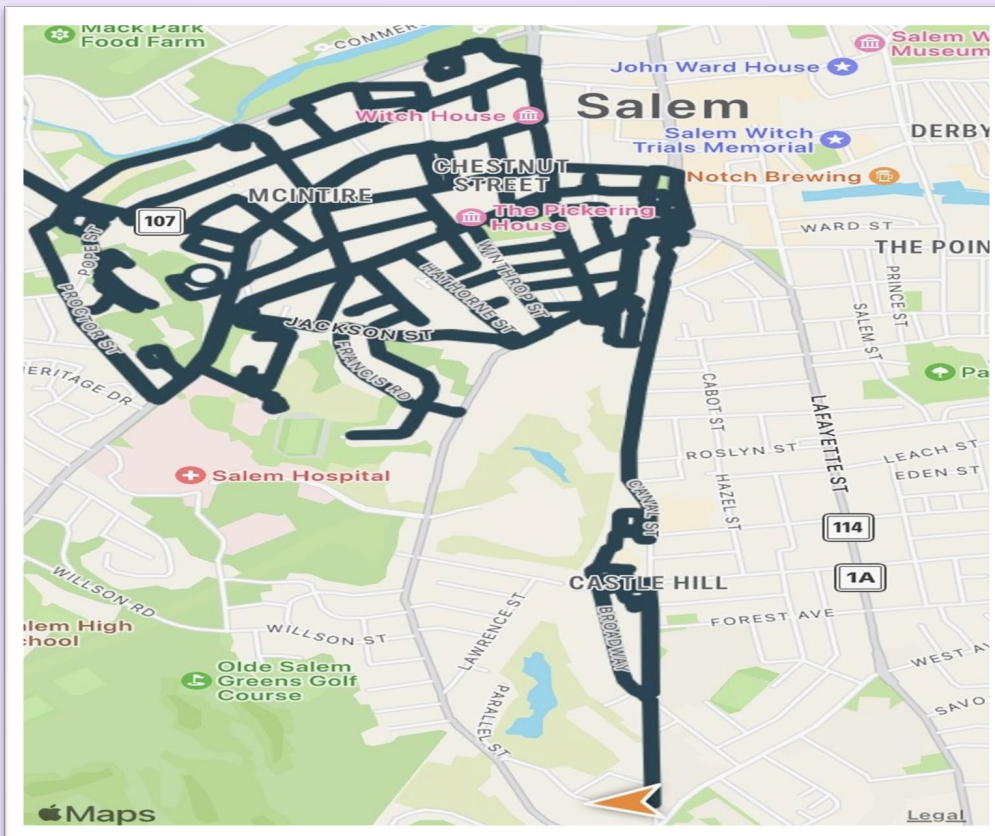 Mack Park
Food Farm
COMMER
Salem W
Museum
John Ward House
Salem
Witch House
Salem Witch
Trials Memorial
DERBY
CHESTNUT
STREET
Notch Brewing
MCINTIRE
107
The Pickering
House
WARD ST
THE POIN
POPE ST
WINTHROP ST
HATHORNE ST
PRINCE ST
PROCTOR ST
SALEM ST
JACKSON ST
FRANCIS RD
ERITAGE DR
Pa
CABOT ST
LAFAYETTE ST
ROSLYN ST
LEACH ST
EDEN ST
Salem Hospital
HAZEL ST
CANAL ST
114
1A
CASTLE HILL
WILLSON RD
BROADWAY
LAWRENCE ST
FOREST AVE
lem High
chool
WILLSON ST
WEST AV
Olde Salem
Greens Golf
Course
PARALLEL ST
SAVO
Maps
Legal